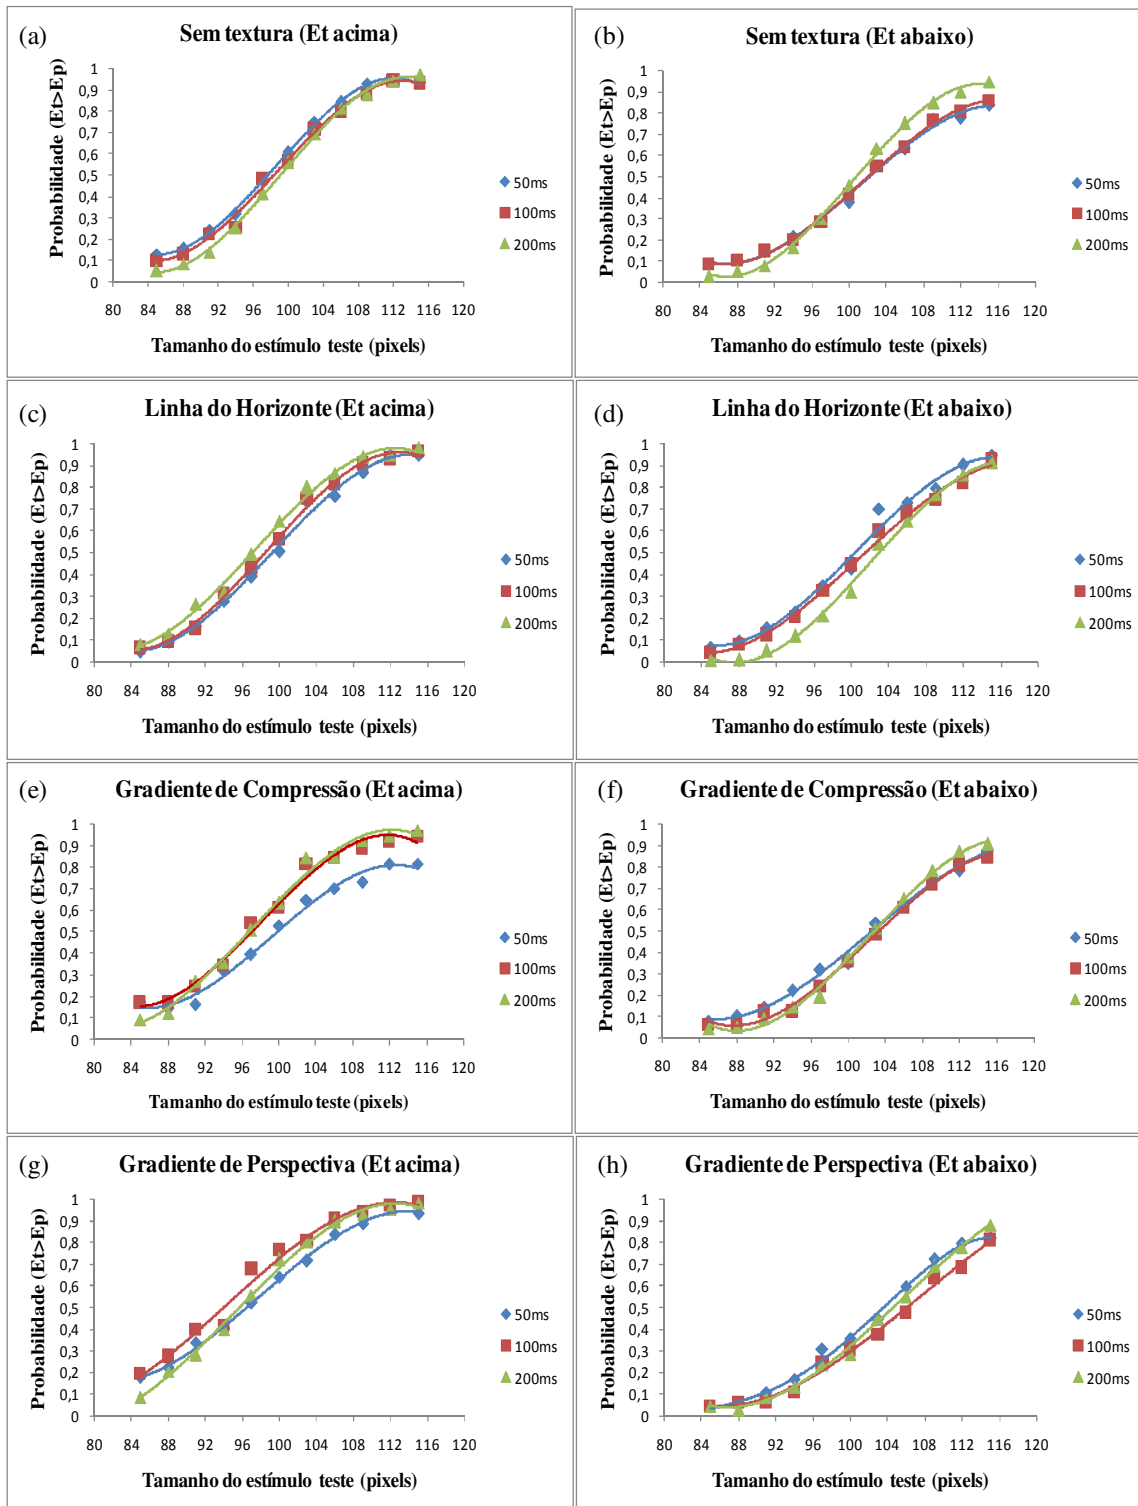 (a)
Sem textura (Et acima)
Probabilidade (Et>Ep)
1
0,9
0,8
0,7
0,6
0,5
0,4
0,3
0,2
0,1
0
80 84 88 92 96 100 104 108 112 116 120
Tamanho do estímulo teste (pixels)
50ms
100ms
200ms
(b)
Sem textura (Et abaixo)
Probabilidade (Et>Ep)
1
0,9
0,8
0,7
0,6
0,5
0,4
0,3
0,2
0,1
0
80 84 88 92 96 100 104 108 112 116 120
Tamanho do estímulo teste (pixels)
50ms
100ms
200ms
(c)
Linha do Horizonte (Et acima)
Probabilidade (Et>Ep)
1
0,9
0,8
0,7
0,6
0,5
0,4
0,3
0,2
0,1
0
80 84 88 92 96 100 104 108 112 116 120
Tamanho do estímulo teste (pixels)
50ms
100ms
200ms
(d)
Linha do Horizonte (Et abaixo)
Probabilidade (Et>Ep)
1
0,9
0,8
0,7
0,6
0,5
0,4
0,3
0,2
0,1
0
80 84 88 92 96 100 104 108 112 116 120
Tamanho do estímulo teste (pixels)
50ms
100ms
200ms
(e)
Gradiente de Compressão (Et acima)
Probabilidade (Et>Ep)
1
0,9
0,8
0,7
0,6
0,5
0,4
0,3
0,2
0,1
0
80 84 88 92 96 100 104 108 112 116 120
Tamanho do estímulo teste (pixels)
50ms
100ms
200ms
(f)
Gradiente de Compressão (Et abaixo)
Probabilidade (Et>Ep)
1
0,9
0,8
0,7
0,6
0,5
0,4
0,3
0,2
0,1
0
80 84 88 92 96 100 104 108 112 116 120
Tamanho do estímulo teste (pixels)
50ms
100ms
200ms
(g)
Gradiente de Perspectiva (Et acima)
Probabilidade (Et>Ep)
1
0,9
0,8
0,7
0,6
0,5
0,4
0,3
0,2
0,1
0
80 84 88 92 96 100 104 108 112 116 120
Tamanho do estímulo teste (pixels)
50ms
100ms
200ms
(h)
Gradiente de Perspectiva (Et abaixo)
Probabilidade (Et>Ep)
1
0,9
0,8
0,7
0,6
0,5
0,4
0,3
0,2
0,1
0
80 84 88 92 96 100 104 108 112 116 120
Tamanho do estímulo teste (pixels)
50ms
100ms
200ms